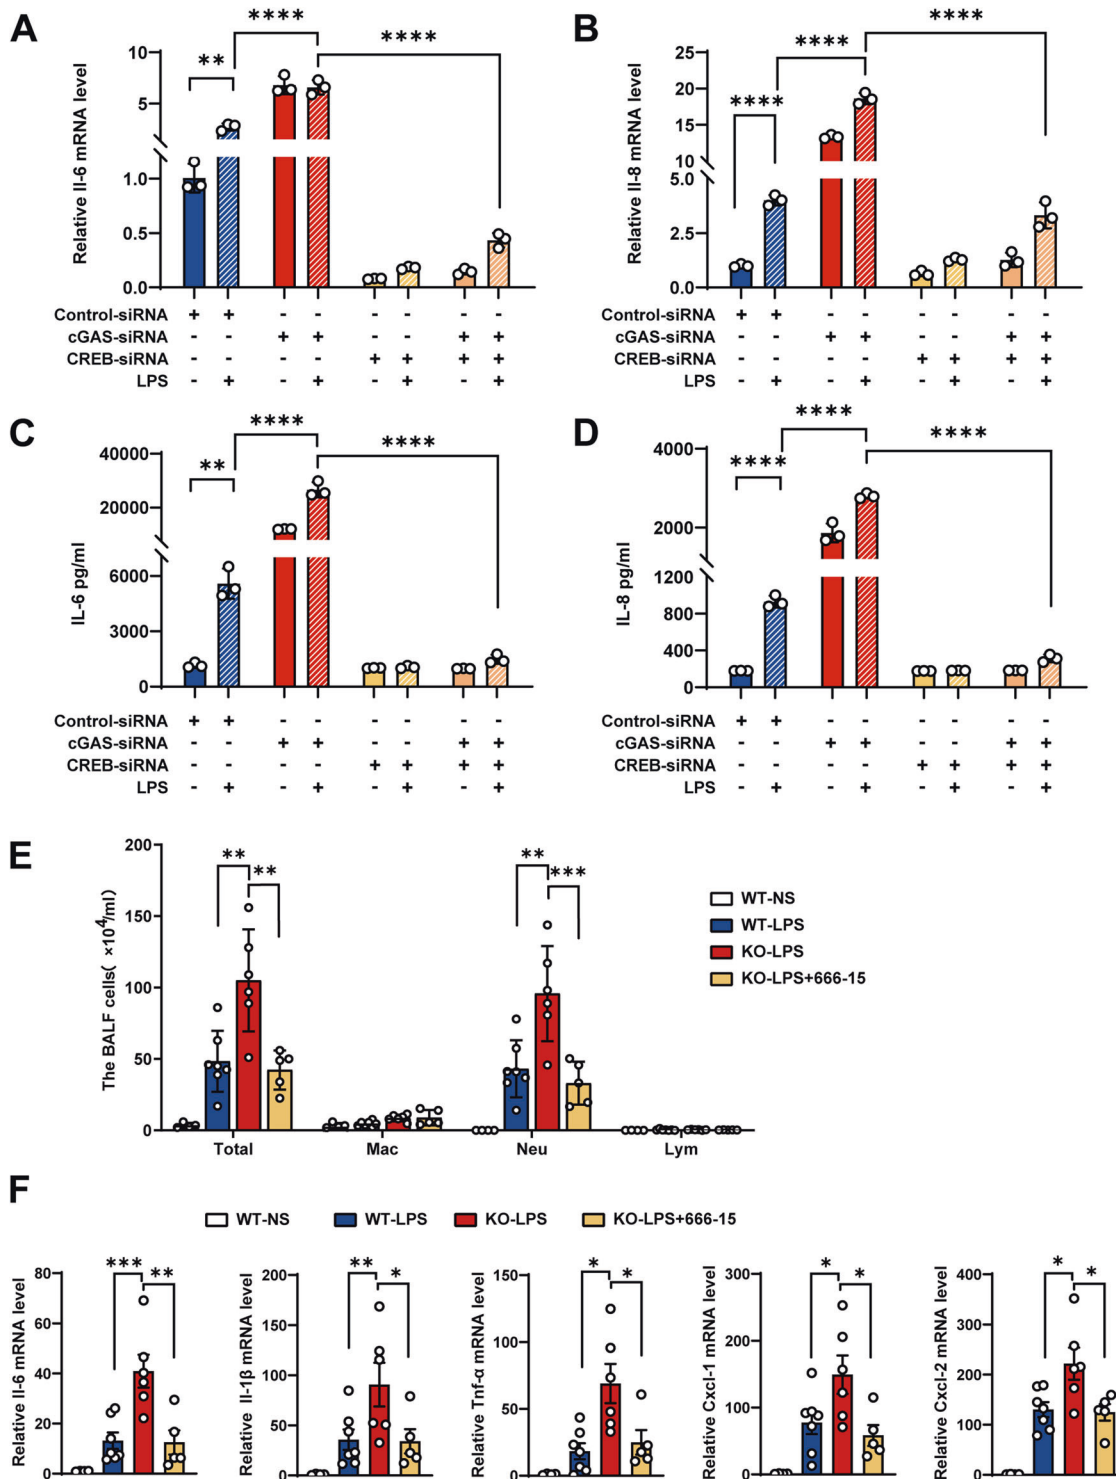 A
Relative Il-6 mRNA level
10
5
1.0
0.5
0.0
**
****
****
Control-siRNA + + - - - - - -
cGAS-siRNA - - + + - - + +
CREB-siRNA - - - - + + + +
LPS - + - + - + - +
B
Relative Il-8 mRNA level
25
20
15
10
5.0
2.5
0.0
****
****
****
Control-siRNA + + - - - - - -
cGAS-siRNA - - + + - - + +
CREB-siRNA - - - - + + + +
LPS - + - + - + - +
C
IL-6 pg/ml
40000
20000
6000
3000
0
**
****
****
Control-siRNA + + - - - - - -
cGAS-siRNA - - + + - - + +
CREB-siRNA - - - - + + + +
LPS - + - + - + - +
D
IL-8 pg/ml
4000
2000
1200
800
400
0
****
****
****
Control-siRNA + + - - - - - -
cGAS-siRNA - - + + - - + +
CREB-siRNA - - - - + + + +
LPS - + - + - + - +
E
The BALF cells( ×10⁴/ml)
200
150
100
50
0
** **
** ***
Total Mac Neu Lym
WT-NS
WT-LPS
KO-LPS
KO-LPS+666-15
F
WT-NS WT-LPS KO-LPS KO-LPS+666-15
Relative Il-6 mRNA level
80
60
40
20
0
*** **
Relative Il-1β mRNA level
200
150
100
50
0
** *
Relative Tnf-α mRNA level
150
100
50
0
* *
Relative Cxcl-1 mRNA level
300
200
100
0
* *
Relative Cxcl-2 mRNA level
400
300
200
100
0
* *